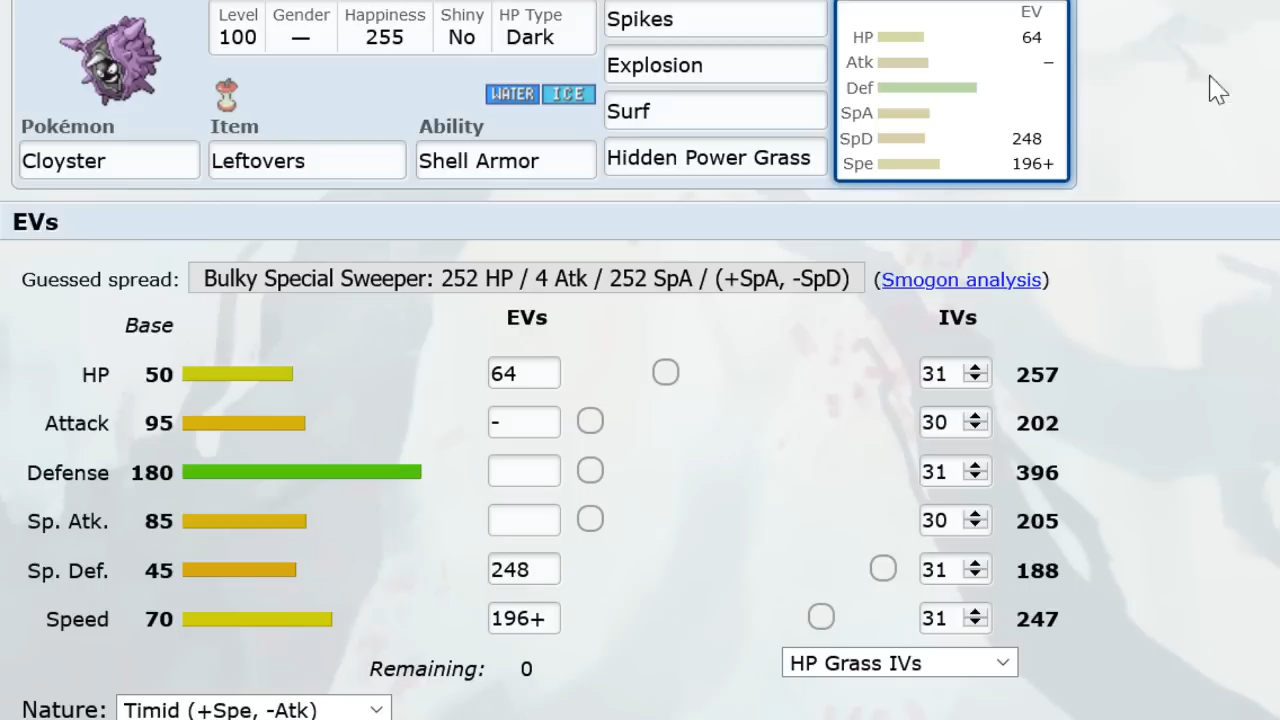 Level Gender Happiness Shiny HP Type
100 — 255 No Dark
WATER ICE
Pokémon Item Ability
Cloyster Leftovers Shell Armor
Spikes
Explosion
Surf
Hidden Power Grass
EV
HP 64
Atk –
Def
SpA
SpD 248
Spe 196+
EVs
Guessed spread: Bulky Special Sweeper: 252 HP / 4 Atk / 252 SpA / (+SpA, -SpD) (Smogon analysis)
Base EVs IVs
HP 50 64 31 257
Attack 95 - 30 202
Defense 180 31 396
Sp. Atk. 85 30 205
Sp. Def. 45 248 31 188
Speed 70 196+ 31 247
Remaining: 0 HP Grass IVs
Nature: Timid (+Spe, -Atk)